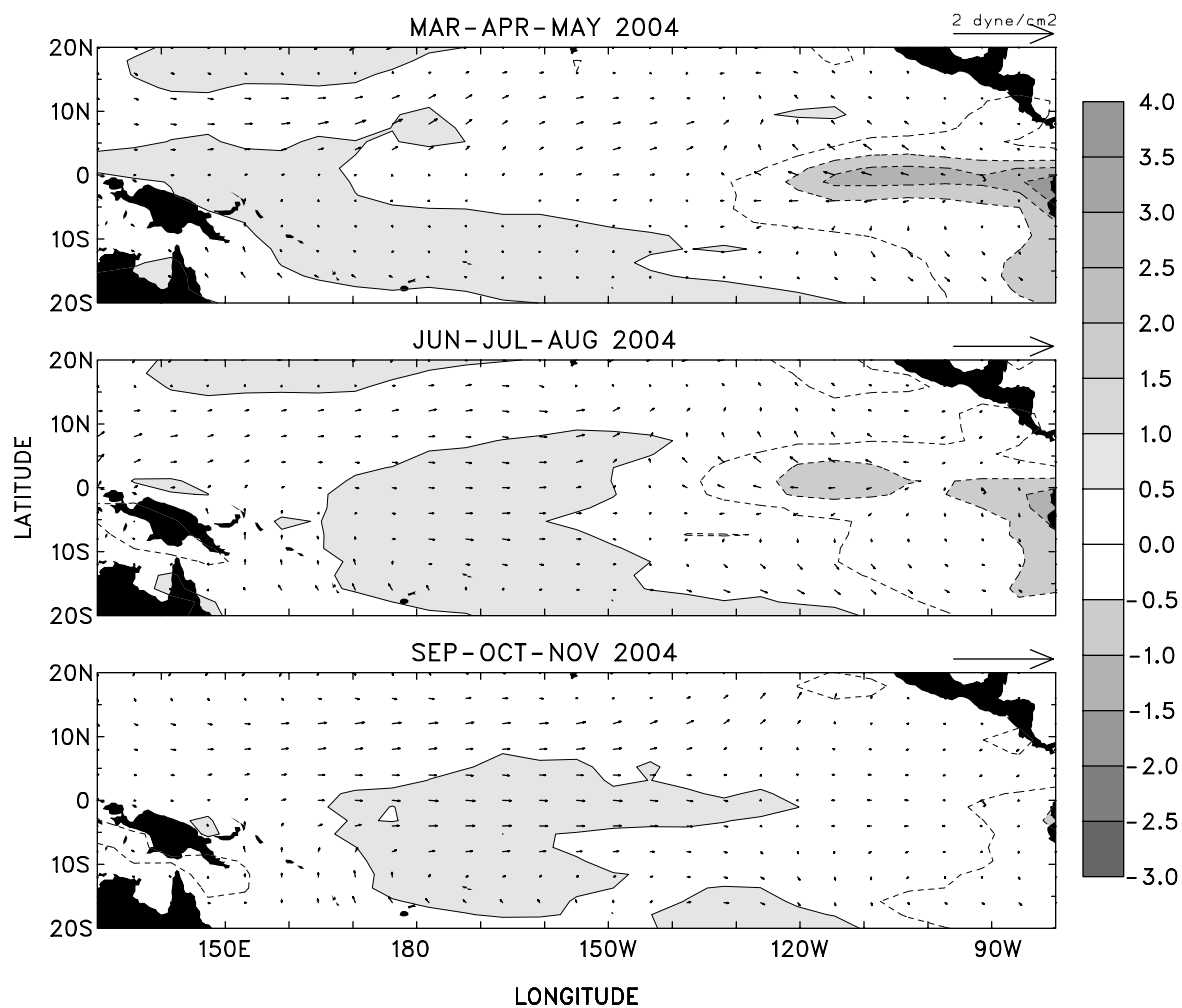 MAR-APR-MAY 2004
2 dyne/cm2
20N
10N
0
10S
20S
JUN-JUL-AUG 2004
20N
10N
0
10S
20S
LATITUDE
SEP-OCT-NOV 2004
20N
10N
0
10S
20S
150E 180 150W 120W 90W
LONGITUDE
4.0
3.5
3.0
2.5
2.0
1.5
1.0
0.5
0.0
-0.5
-1.0
-1.5
-2.0
-2.5
-3.0